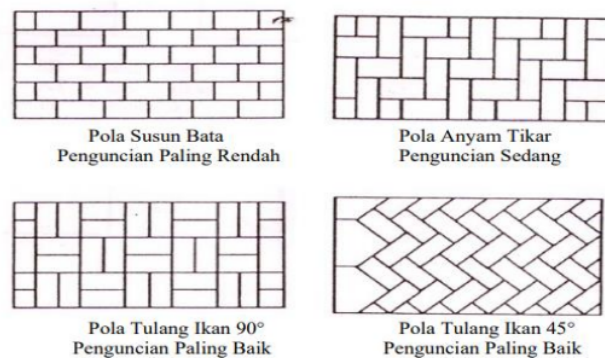 Pola Susun Bata
Penguncian Paling Rendah
Pola Anyam Tikar
Penguncian Sedang
Pola Tulang Ikan 90°
Penguncian Paling Baik
Pola Tulang Ikan 45°
Penguncian Paling Baik